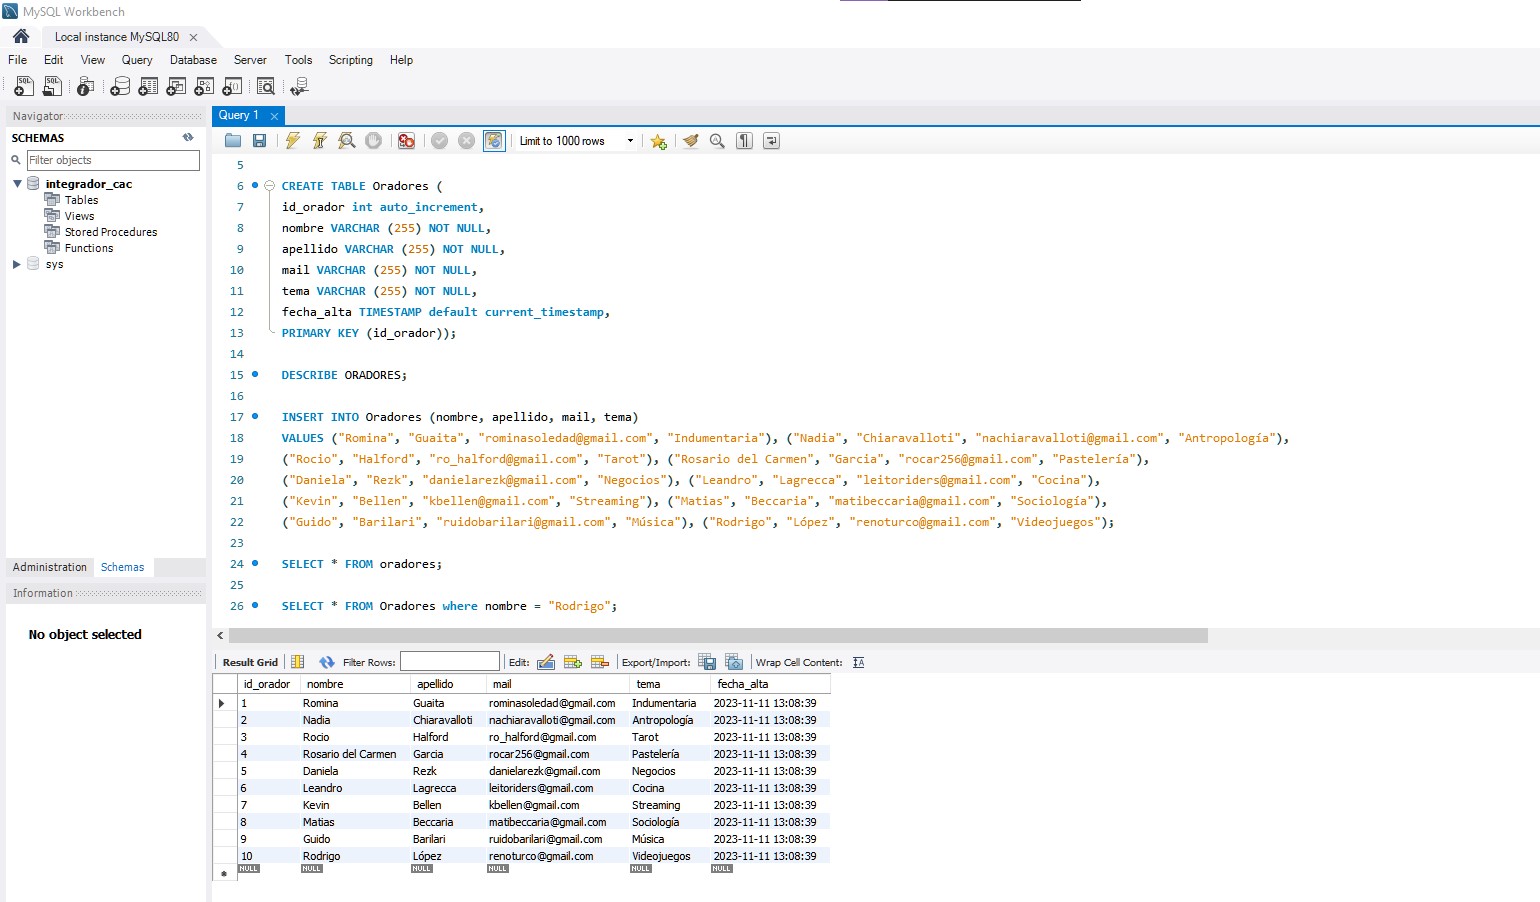 MySQL Workbench
Local instance MySQL80
File Edit View Query Database Server Tools Scripting Help
Navigator
SCHEMAS
Filter objects
integrador_cac
Tables
Views
Stored Procedures
Functions
sys
Administration Schemas
Information
No object selected
Query 1
Limit to 1000 rows
5
6 CREATE TABLE Oradores (
7 id_orador int auto_increment,
8 nombre VARCHAR (255) NOT NULL,
9 apellido VARCHAR (255) NOT NULL,
10 mail VARCHAR (255) NOT NULL,
11 tema VARCHAR (255) NOT NULL,
12 fecha_alta TIMESTAMP default current_timestamp,
13 PRIMARY KEY (id_orador));
14
15 DESCRIBE ORADORES;
16
17 INSERT INTO Oradores (nombre, apellido, mail, tema)
18 VALUES ("Romina", "Guaita", "rominasoledad@gmail.com", "Indumentaria"), ("Nadia", "Chiaravalloti", "nachiaravalloti@gmail.com", "Antropología"),
19 ("Rocio", "Halford", "ro_halford@gmail.com", "Tarot"), ("Rosario del Carmen", "Garcia", "rocar256@gmail.com", "Pastelería"),
20 ("Daniela", "Rezk", "danielarezk@gmail.com", "Negocios"), ("Leandro", "Lagrecca", "leitoriders@gmail.com", "Cocina"),
21 ("Kevin", "Bellen", "kbellen@gmail.com", "Streaming"), ("Matias", "Beccaria", "matibeccaria@gmail.com", "Sociología"),
22 ("Guido", "Barilari", "ruidobarilari@gmail.com", "Música"), ("Rodrigo", "López", "renoturco@gmail.com", "Videojuegos");
23
24 SELECT * FROM oradores;
25
26 SELECT * FROM Oradores where nombre = "Rodrigo";
Result Grid Filter Rows: Edit: Export/Import: Wrap Cell Content:
id_orador nombre apellido mail tema fecha_alta
1 Romina Guaita rominasoledad@gmail.com Indumentaria 2023-11-11 13:08:39
2 Nadia Chiaravalloti nachiaravalloti@gmail.com Antropología 2023-11-11 13:08:39
3 Rocio Halford ro_halford@gmail.com Tarot 2023-11-11 13:08:39
4 Rosario del Carmen Garcia rocar256@gmail.com Pastelería 2023-11-11 13:08:39
5 Daniela Rezk danielarezk@gmail.com Negocios 2023-11-11 13:08:39
6 Leandro Lagrecca leitoriders@gmail.com Cocina 2023-11-11 13:08:39
7 Kevin Bellen kbellen@gmail.com Streaming 2023-11-11 13:08:39
8 Matias Beccaria matibeccaria@gmail.com Sociología 2023-11-11 13:08:39
9 Guido Barilari ruidobarilari@gmail.com Música 2023-11-11 13:08:39
10 Rodrigo López renoturco@gmail.com Videojuegos 2023-11-11 13:08:39
NULL NULL NULL NULL NULL NULL